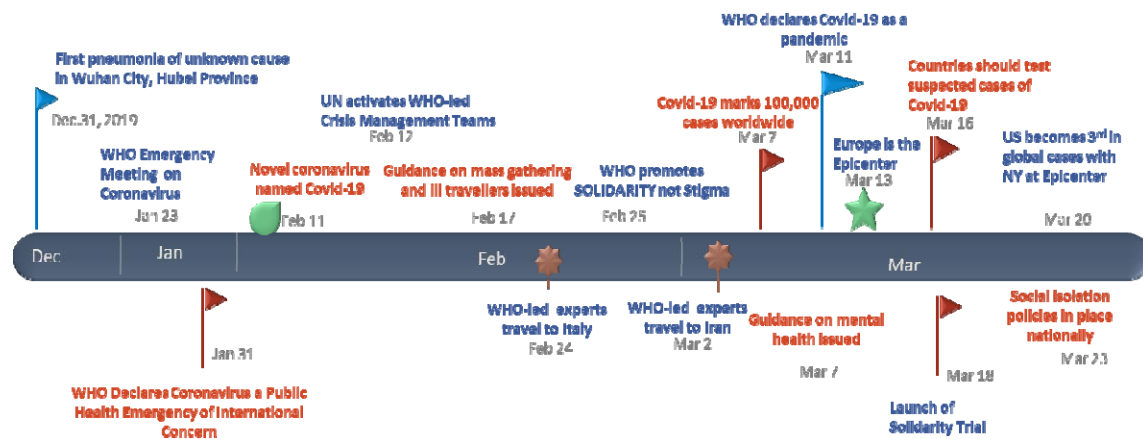 First pneumonia of unknown cause
in Wuhan City, Hubei Province
Dec.31, 2019
WHO Emergency
Meeting on
Coronavirus
Jan 23
Novel coronavirus
named Covid-19
Feb 11
UN activates WHO-led
Crisis Management Teams
Feb 12
Guidance on mass gathering
and ill travellers issued
Feb 17
WHO promotes
SOLIDARITY not Stigma
Feb 25
Covid-19 marks 100,000
cases worldwide
Mar 7
WHO declares Covid-19 as a
pandemic
Mar 11
Europe is the
Epicenter
Mar 13
Countries should test
suspected cases of
Covid-19
Mar 16
US becomes 3rd in
global cases with
NY at Epicenter
Mar 20
Dec
Jan
Feb
Mar
Jan 31
WHO Declares Coronavirus a Public
Health Emergency of International
Concern
WHO-led experts
travel to Italy
Feb 24
WHO-led experts
travel to Iran
Mar 2
Guidance on mental
health issued
Mar 7
Mar 18
Launch of
Solidarity Trial
Social isolation
policies in place
nationally
Mar 23